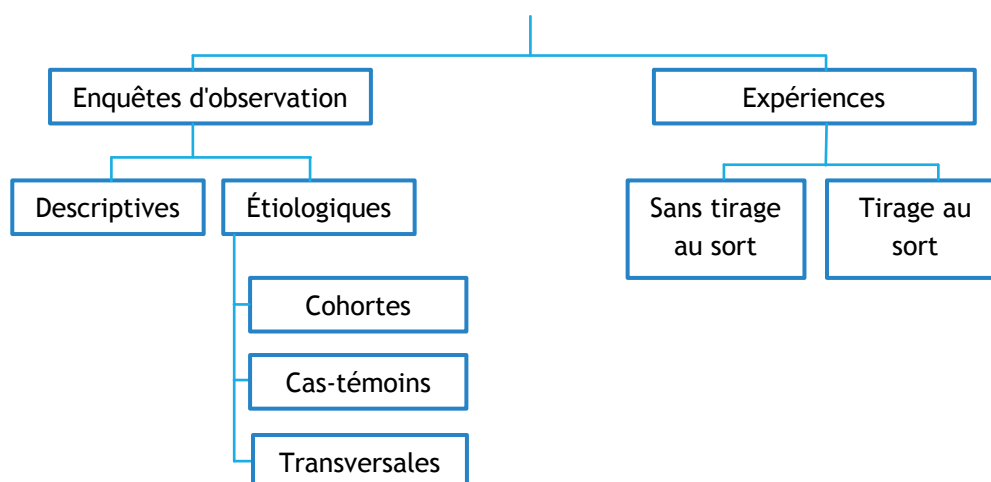 Enquêtes d'observation
Expériences
Descriptives
Étiologiques
Sans tirage
au sort
Tirage au
sort
Cohortes
Cas-témoins
Transversales